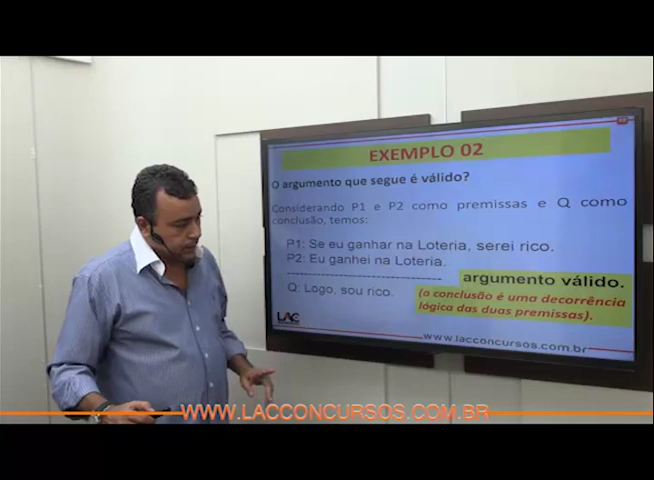 EXEMPLO 02
O argumento que segue é válido?
Considerando P1 e P2 como premissas e Q como
conclusão, temos:
P1: Se eu ganhar na Loteria, serei rico.
P2: Eu ganhei na Loteria.
argumento válido.
Q: Logo, sou rico.
(a conclusão é uma decorrência
lógica das duas premissas).
LAC
www.lacconcursos.com.br
WWW.LACCONCURSOS.COM.BR